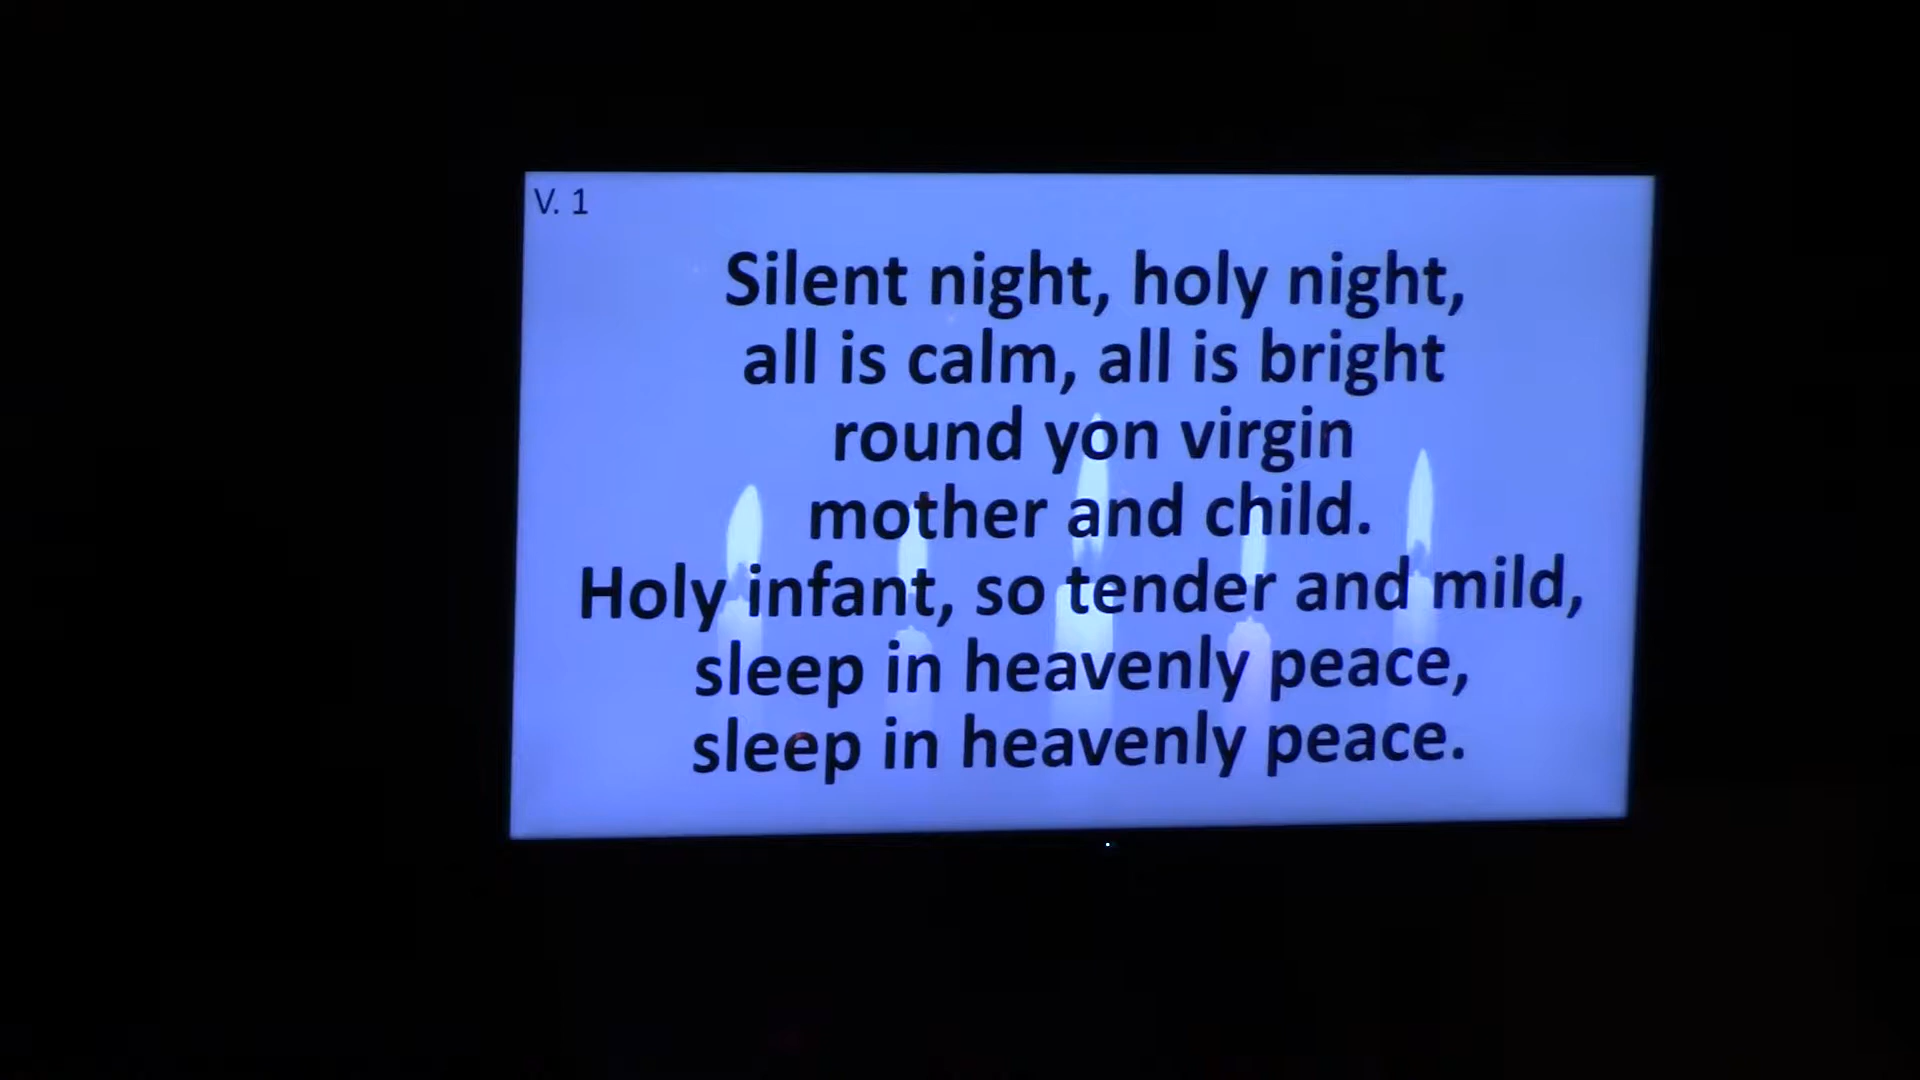 V. 1
Silent night, holy night,
all is calm, all is bright
round yon virgin
mother and child.
Holy infant, so tender and mild,
sleep in heavenly peace,
sleep in heavenly peace.